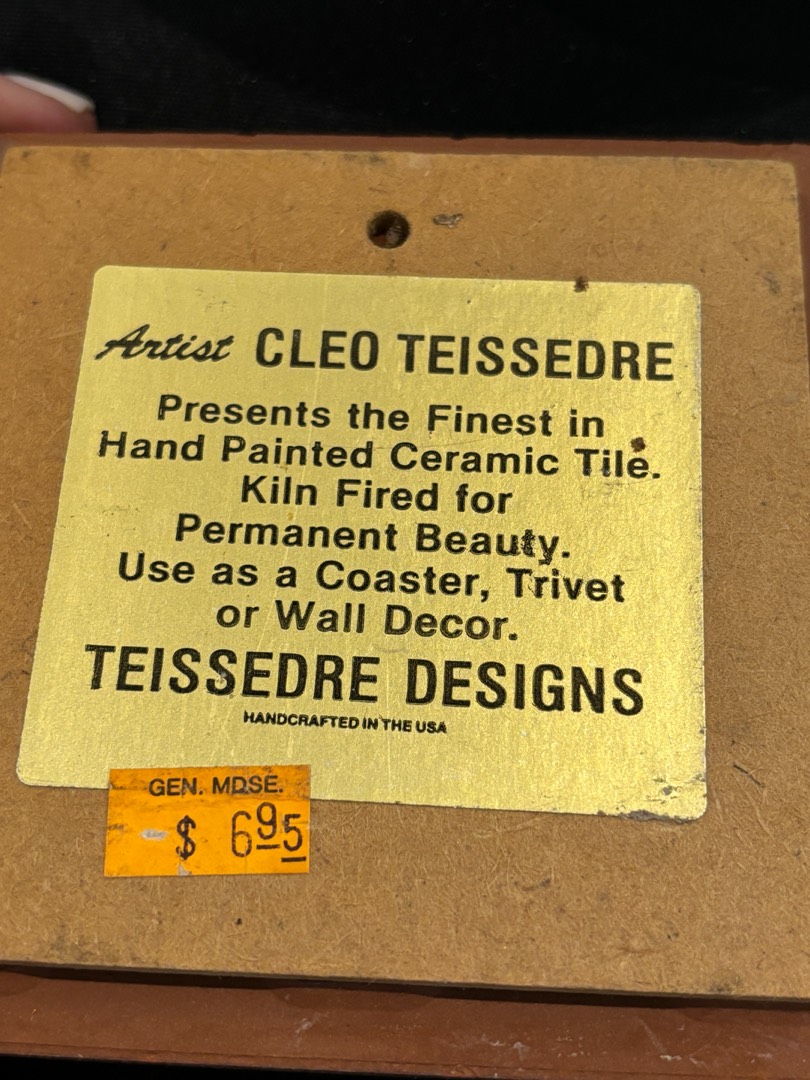 Artist CLEO TEISSEDRE
Presents the Finest in
Hand Painted Ceramic Tile.
Kiln Fired for
Permanent Beauty.
Use as a Coaster, Trivet
or Wall Decor.
TEISSEDRE DESIGNS
HANDCRAFTED IN THE USA
GEN. MDSE.
$ 695